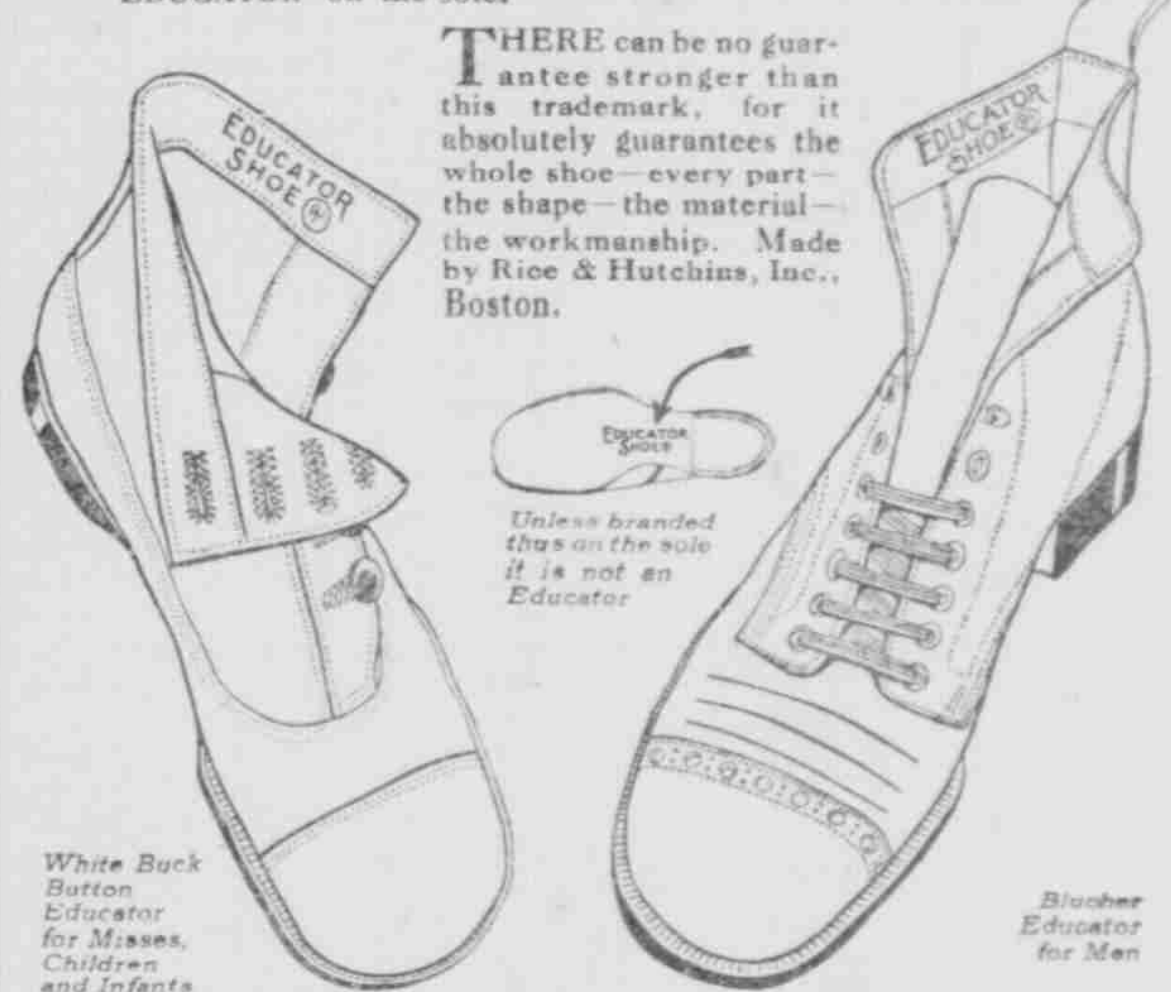 THERE can be no guar-
antee stronger than
this trademark, for it
absolutely guarantees the
whole shoe—every part—
the shape—the material—
the workmanship. Made
by Rice & Hutchins, Inc.,
Boston.
EDUCATOR
SHOE ®
EDUCATOR
SHOE ®
EDUCATOR
SHOE®
Unless branded
thus on the sole
it is not an
Educator
White Buck
Button
Educator
for Misses,
Children
and Infants
Blucher
Educator
for Men